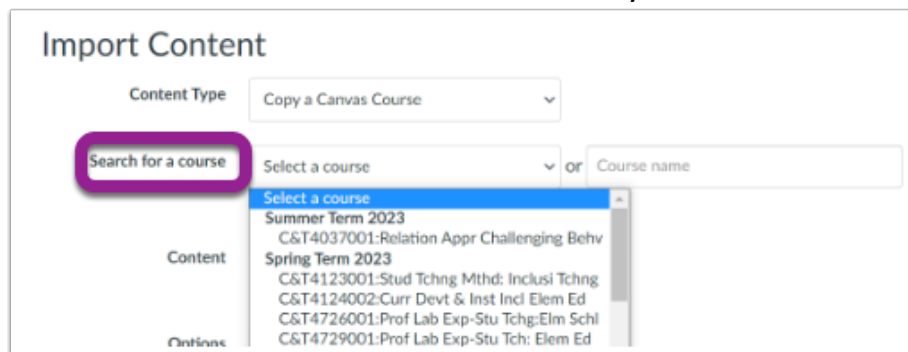 Import Content
Content Type Copy a Canvas Course
Search for a course Select a course or Course name
Select a course
Summer Term 2023
C&T4037001:Relation Appr Challenging Behv
Content Spring Term 2023
C&T4123001:Stud Tchng Mthd: Inclusi Tchng
C&T4124002:Curr Devt & Inst Incl Elem Ed
C&T4726001:Prof Lab Exp-Stu Tchg:Elm Schl
Options C&T4729001:Prof Lab Exp-Stu Tch: Elem Ed